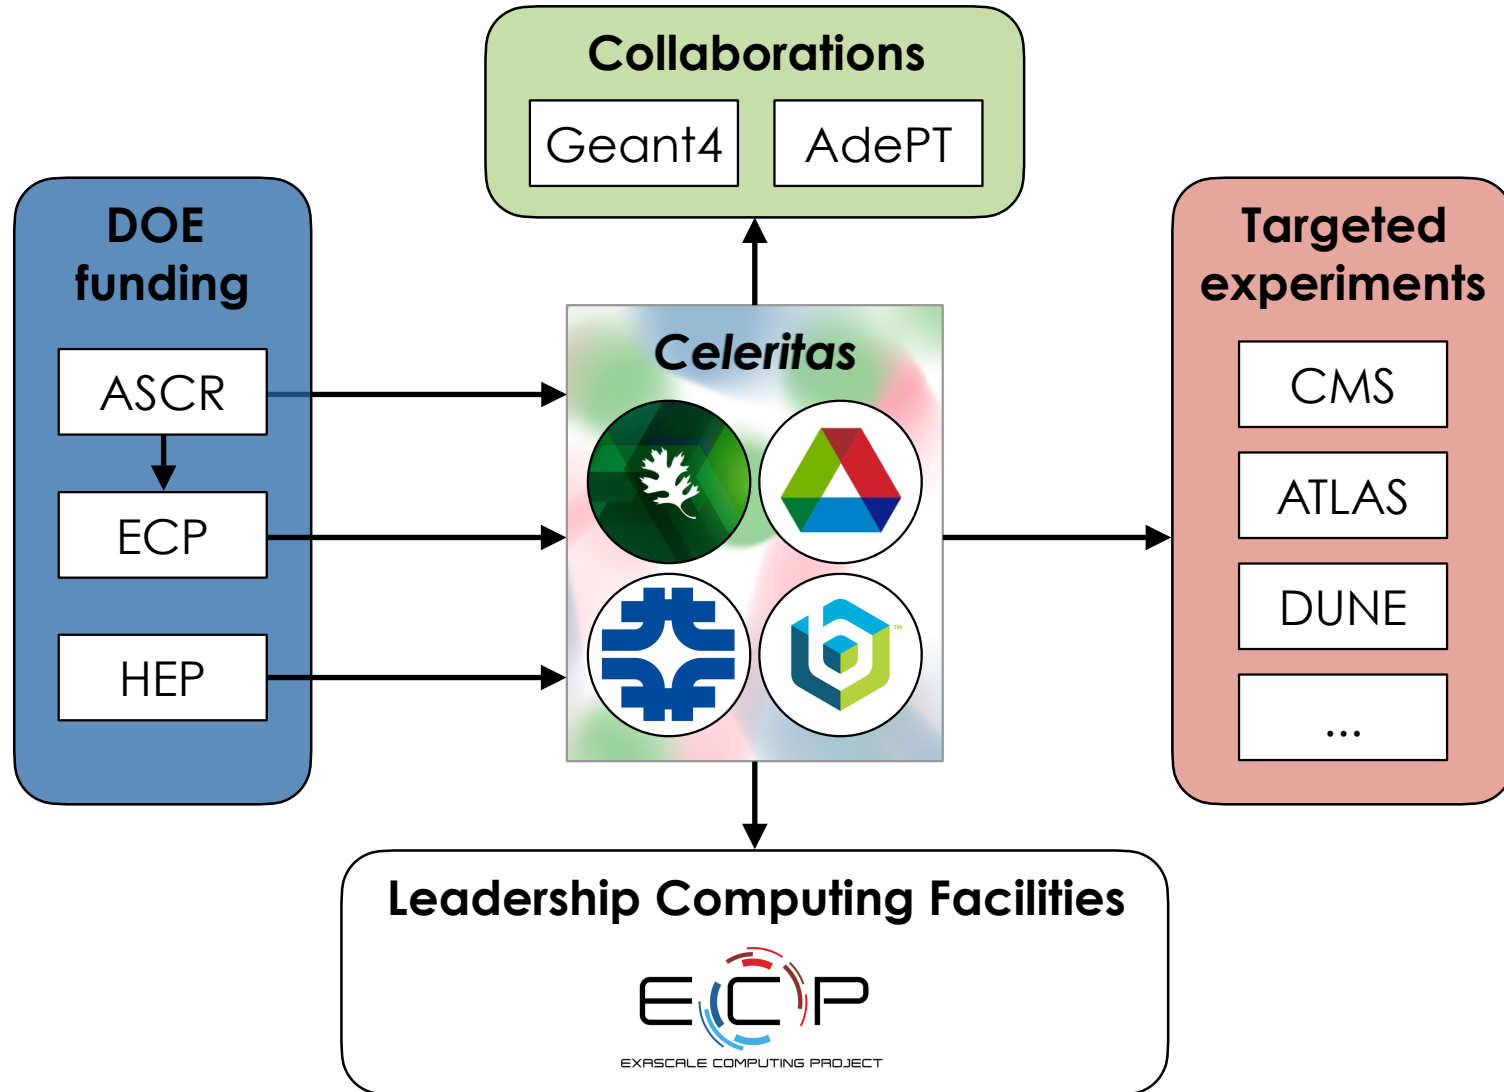 Collaborations
Geant4
AdePT
DOE
funding
ASCR
ECP
HEP
Celeritas
™
Targeted
experiments
CMS
ATLAS
DUNE
...
Leadership Computing Facilities
ECP
EXASCALE COMPUTING PROJECT